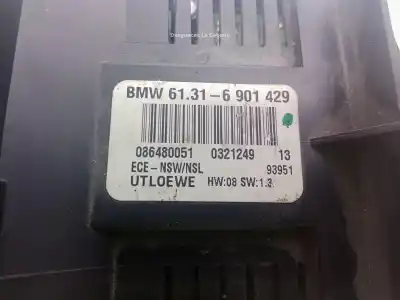 BMW 61.31-6 901 429
086480051 0321249 13
ECE-NSW/NSL 93951
UTLOEWE HW:08 SW:1.3